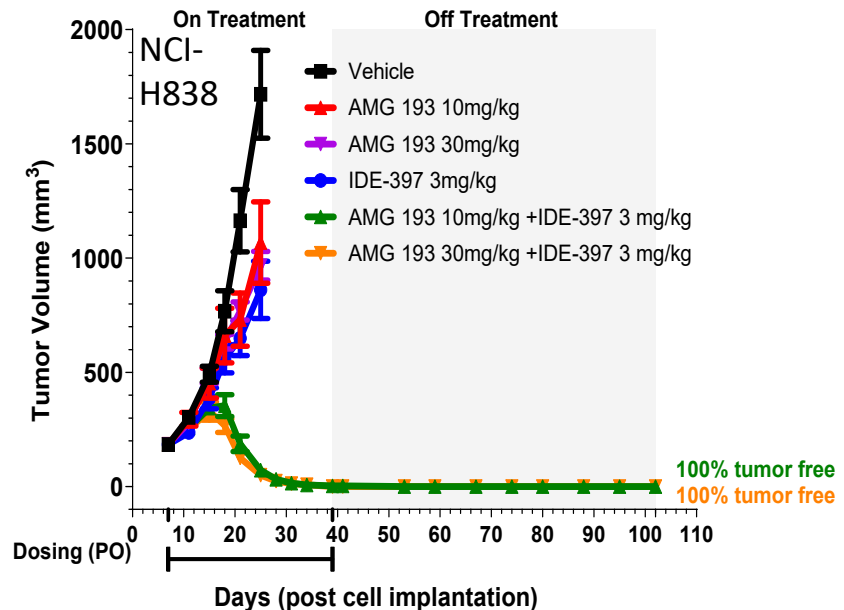 On Treatment
Off Treatment
NCI-
H838
Vehicle
AMG 193 10mg/kg
AMG 193 30mg/kg
IDE-397 3mg/kg
AMG 193 10mg/kg +IDE-397 3 mg/kg
AMG 193 30mg/kg +IDE-397 3 mg/kg
Tumor Volume (mm³)
2000
1500
1000
500
0
100% tumor free
100% tumor free
0 10 20 30 40 50 60 70 80 90 100 110
Dosing (PO)
Days (post cell implantation)